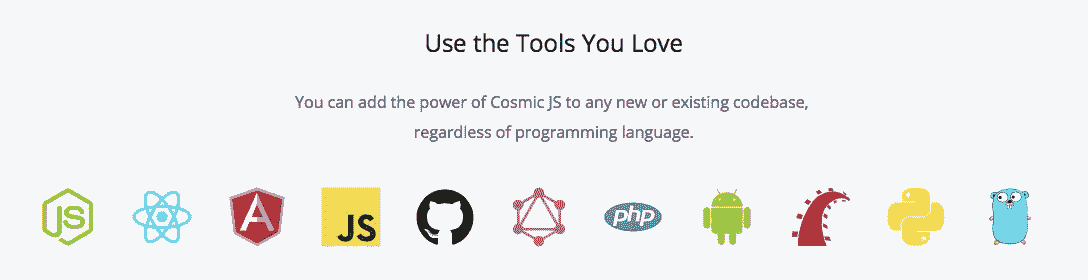 Use the Tools You Love
You can add the power of Cosmic JS to any new or existing codebase,
regardless of programming language.
JS A JS php